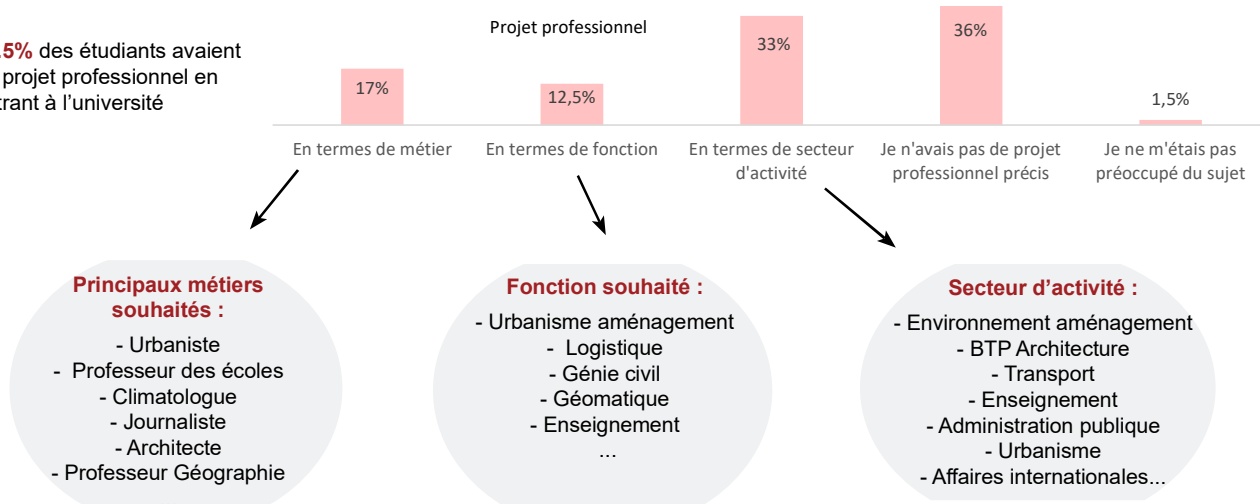 Projet professionnel
5% des étudiants avaient
projet professionnel en
à l'université
17%
12,5%
33%
36%
1,5%
En termes de métier
En termes de fonction
En termes de secteur
d'activité
Je n'avais pas de projet
professionnel précis
Je ne m'étais pas
préoccupé du sujet
Principaux métiers
souhaités :
- Urbaniste
- Professeur des écoles
- Climatologue
- Journaliste
- Architecte
- Professeur Géographie
Fonction souhaité :
- Urbanisme aménagement
- Logistique
- Génie civil
- Géomatique
- Enseignement
...
Secteur d'activité :
- Environnement aménagement
- BTP Architecture
- Transport
- Enseignement
- Administration publique
- Urbanisme
- Affaires internationales...